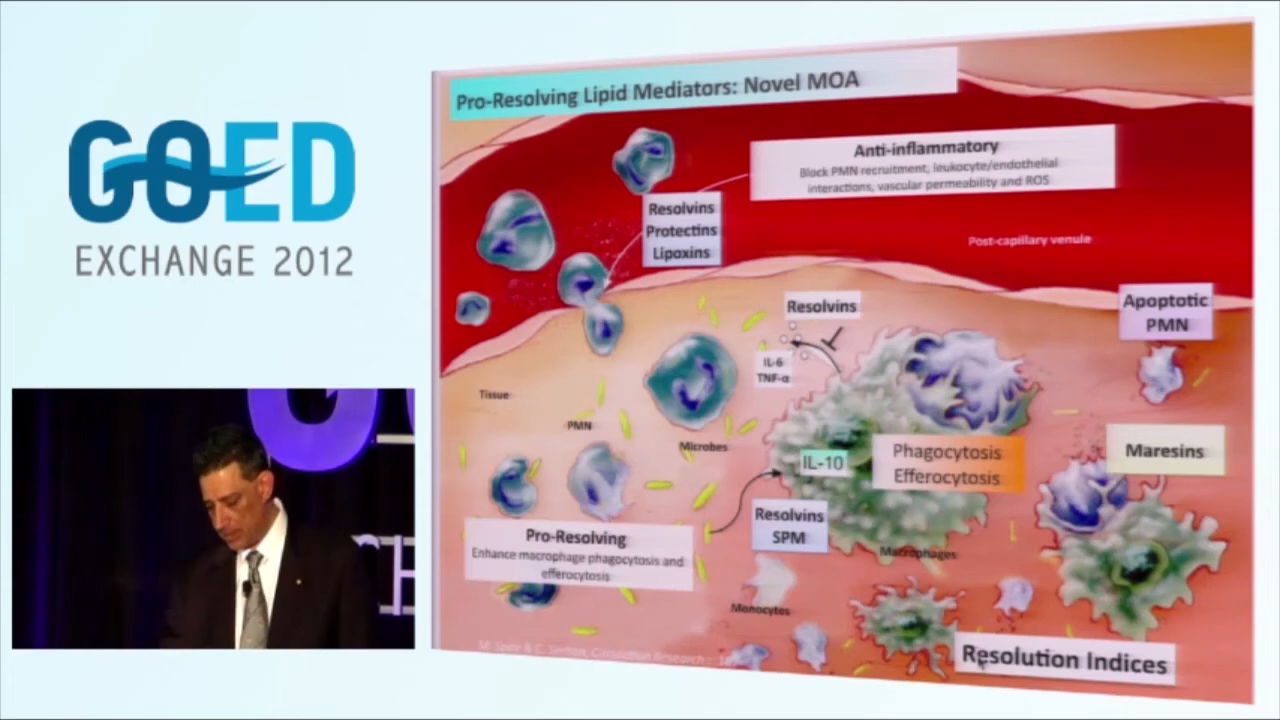 GOED
EXCHANGE 2012
Pro-Resolving Lipid Mediators: Novel MOA
Anti-inflammatory
Block PMN recruitment, leukocyte/endothelial
interactions, vascular permeability and ROS
Resolvins
Protectins
Lipoxins
Post-capillary venule
Resolvins
Apoptotic
PMN
IL-6
TNF-α
Tissue
PMN
Microbes
IL-10
Phagocytosis
Efferocytosis
Maresins
Resolvins
SPM
Pro-Resolving
Enhance macrophage phagocytosis and
efferocytosis
Macrophages
Monocytes
Resolution Indices
Circulation Research